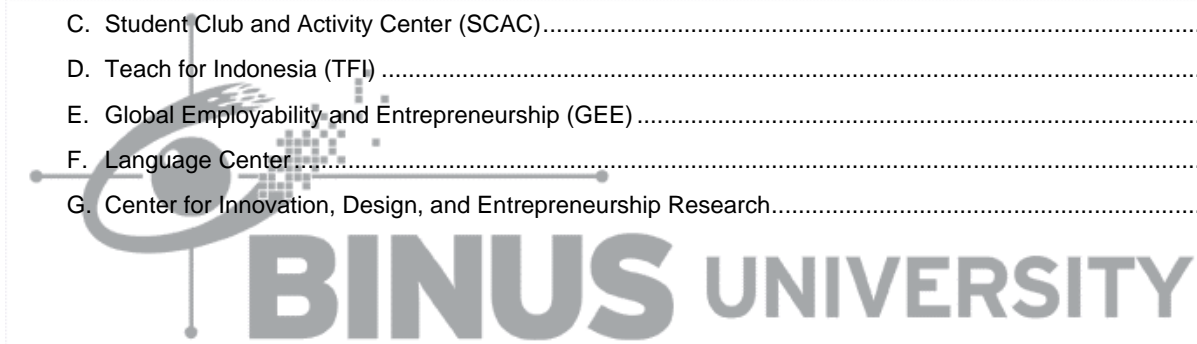 C. Student Club and Activity Center (SCAC)..........................................................................................................
D. Teach for Indonesia (TFI) .....................................................................................................................................
E. Global Employability and Entrepreneurship (GEE) ..........................................................................................
F. Language Center...................................................................................................................................................
G. Center for Innovation, Design, and Entrepreneurship Research.....................................................................
BINUS UNIVERSITY